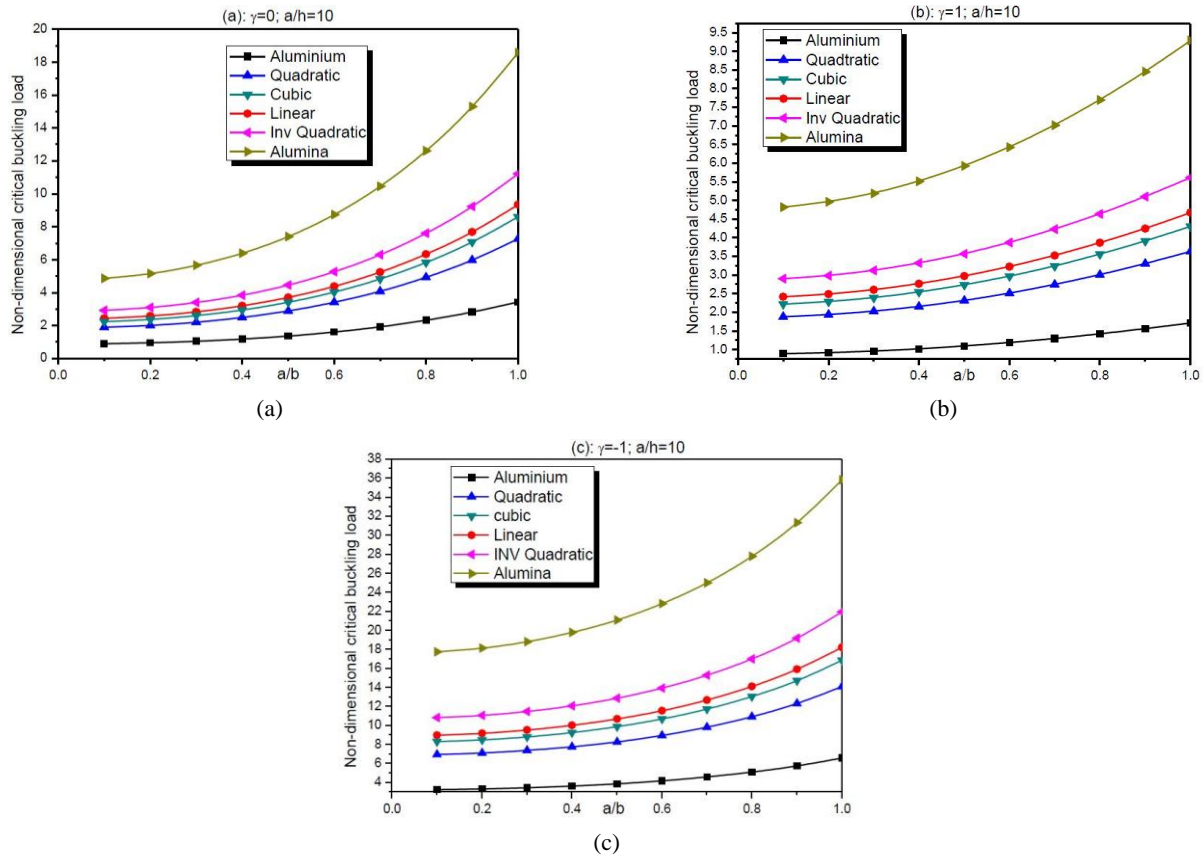 (a): γ=0; a/h=10
Non-dimensional critical buckling load
20
18
16
14
12
10
8
6
4
2
0
Aluminium
Quadratic
Cubic
Linear
Inv Quadratic
Alumina
0.0 0.2 0.4 0.6 0.8 1.0
a/b
(a)
(b): γ=1; a/h=10
Non-dimensional critical buckling load
9.5
9.0
8.5
8.0
7.5
7.0
6.5
6.0
5.5
5.0
4.5
4.0
3.5
3.0
2.5
2.0
1.5
1.0
Aluminium
Quadtratic
Cubic
Linear
Inv Quadratic
Alumina
0.0 0.2 0.4 0.6 0.8 1.0
a/b
(b)
(c): γ=-1; a/h=10
Non-dimensional critical buckling load
38
36
34
32
30
28
26
24
22
20
18
16
14
12
10
8
6
4
Aluminium
Quadratic
cubic
Linear
INV Quadratic
Alumina
0.0 0.2 0.4 0.6 0.8 1.0
a/b
(c)